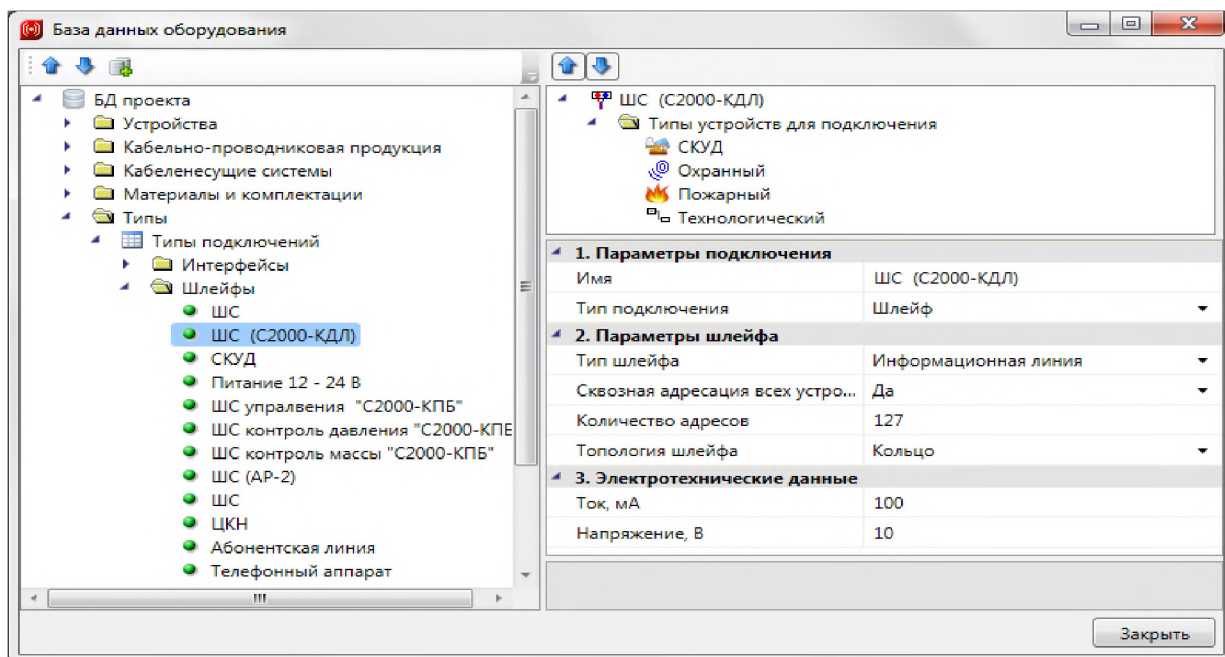 База данных оборудования
БД проекта
Устройства
Кабельно-проводниковая продукция
Кабеленесущие системы
Материалы и комплектации
Типы
Типы подключений
Интерфейсы
Шлейфы
ШС
ШС (С2000-КДЛ)
СКУД
Питание 12 - 24 В
ШС упралвения "С2000-КПБ"
ШС контроль давления "С2000-КПЕ
ШС контроль массы "С2000-КПБ"
ШС (АР-2)
ШС
ЦКН
Абонентская линия
Телефонный аппарат
ШС (С2000-КДЛ)
Типы устройств для подключения
СКУД
Охранный
Пожарный
Технологический
1. Параметры подключения
Имя ШС (С2000-КДЛ)
Тип подключения Шлейф
2. Параметры шлейфа
Тип шлейфа Информационная линия
Сквозная адресация всех устро... Да
Количество адресов 127
Топология шлейфа Кольцо
3. Электротехнические данные
Ток, мА 100
Напряжение, В 10
Закрыть